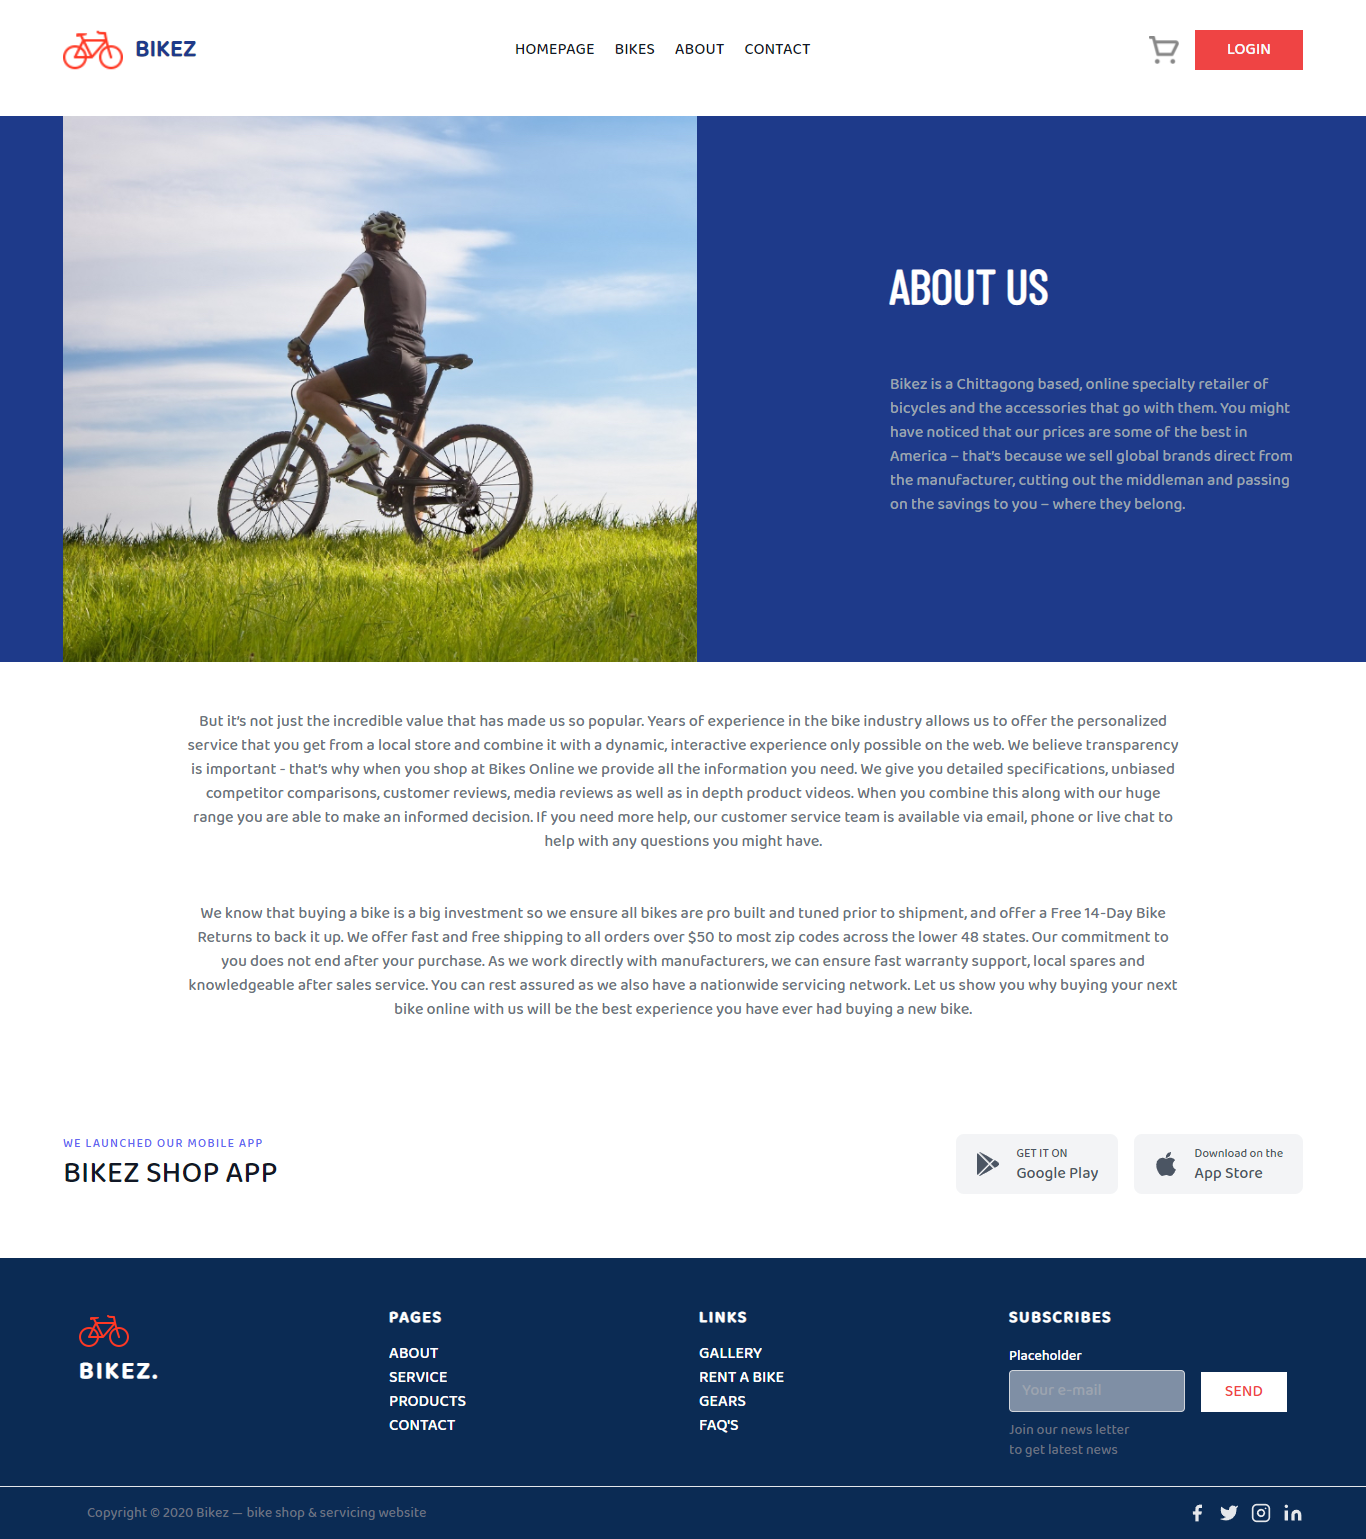 BIKEZ
HOMEPAGE BIKES ABOUT CONTACT
LOGIN
ABOUT US
Bikez is a Chittagong based, online specialty retailer of
bicycles and the accessories that go with them. You might
have noticed that our prices are some of the best in
America – that's because we sell global brands direct from
the manufacturer, cutting out the middleman and passing
on the savings to you – where they belong.
But it's not just the incredible value that has made us so popular. Years of experience in the bike industry allows us to offer the personalized
service that you get from a local store and combine it with a dynamic, interactive experience only possible on the web. We believe transparency
is important - that's why when you shop at Bikes Online we provide all the information you need. We give you detailed specifications, unbiased
competitor comparisons, customer reviews, media reviews as well as in depth product videos. When you combine this along with our huge
range you are able to make an informed decision. If you need more help, our customer service team is available via email, phone or live chat to
help with any questions you might have.
We know that buying a bike is a big investment so we ensure all bikes are pro built and tuned prior to shipment, and offer a Free 14-Day Bike
Returns to back it up. We offer fast and free shipping to all orders over $50 to most zip codes across the lower 48 states. Our commitment to
you does not end after your purchase. As we work directly with manufacturers, we can ensure fast warranty support, local spares and
knowledgeable after sales service. You can rest assured as we also have a nationwide servicing network. Let us show you why buying your next
bike online with us will be the best experience you have ever had buying a new bike.
WE LAUNCHED OUR MOBILE APP
BIKEZ SHOP APP
GET IT ON
Google Play
Download on the
App Store
BIKEZ.
PAGES
ABOUT
SERVICE
PRODUCTS
CONTACT
LINKS
GALLERY
RENT A BIKE
GEARS
FAQ'S
SUBSCRIBES
Placeholder
Your e-mail
SEND
Join our news letter
to get latest news
Copyright © 2020 Bikez — bike shop & servicing website